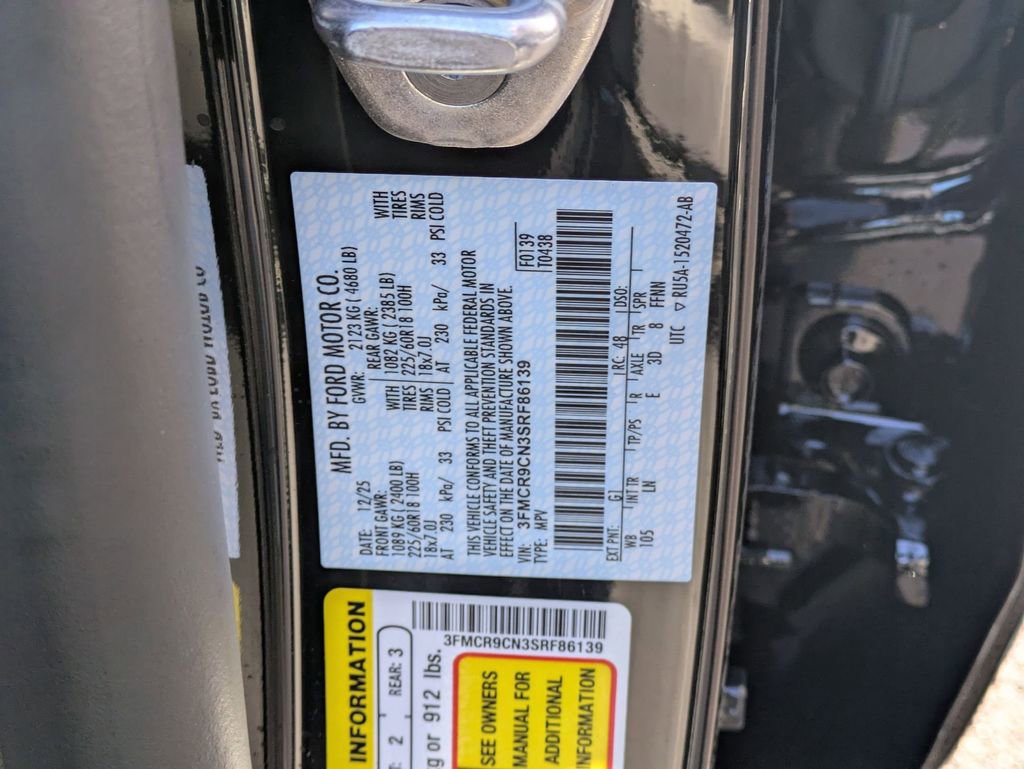 MFD. BY FORD MOTOR CO.
DATE: 12/25 GVWR: 2123 KG ( 4680 LB)
FRONT GAWR: REAR GAWR: WITH
1089 KG ( 2400 LB) 1082 KG ( 2385 LB) TIRES
225/60R18 100H TIRES 225/60R18 100H RIMS
18x7.0J RIMS 18x7.0J
AT 230 kPa/ 33 PSI COLD AT 230 kPa/ 33 PSI COLD
THIS VEHICLE CONFORMS TO ALL APPLICABLE FEDERAL MOTOR
VEHICLE SAFETY AND THEFT PREVENTION STANDARDS IN
EFFECT ON THE DATE OF MANUFACTURE SHOWN ABOVE.
VIN: 3FMCR9CN3SRF86139 F0139
TYPE: MPV T0438
EXT PNT: G1 RC: 48 DSO:
WB INT TR TP/PS R AXLE TR SPR
105 LN E 3D 8 FFNN
UTC ▽ RU5A-1520472-AB
INFORMATION
2 REAR: 3
3FMCR9CN3SRF86139
or 912 lbs.
SEE OWNERS
MANUAL FOR
ADDITIONAL
INFORMATION